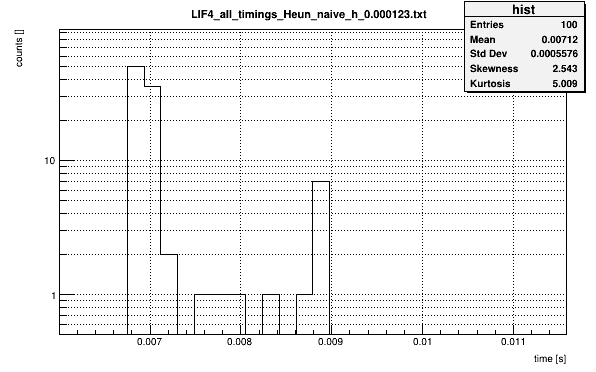 LIF4_all_timings_Heun_naive_h_0.000123.txt
hist
Entries 100
Mean 0.00712
Std Dev 0.0005576
Skewness 2.543
Kurtosis 5.009
counts []
10
1
0.007 0.008 0.009 0.01 0.011
time [s]